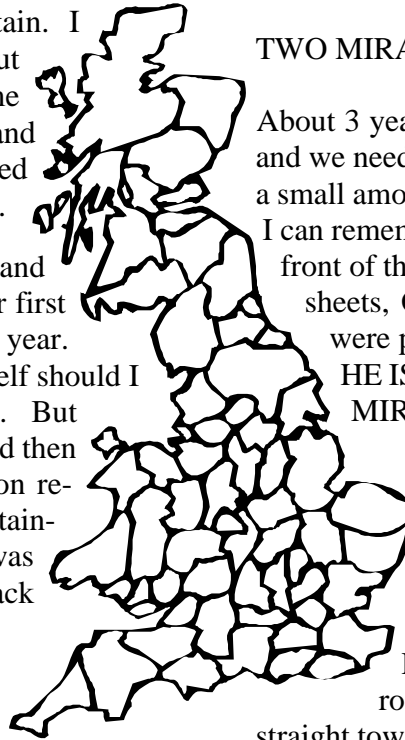 tain. I
ut
ne
and
ed
.
and
r first
year.
elf should I
. But
d then
on re-
tain-
was
ack
TWO MIRA
About 3 yea
and we need
a small amo
I can remem
front of th
sheets, 
were p
HE IS
MIR
ro
straight tow